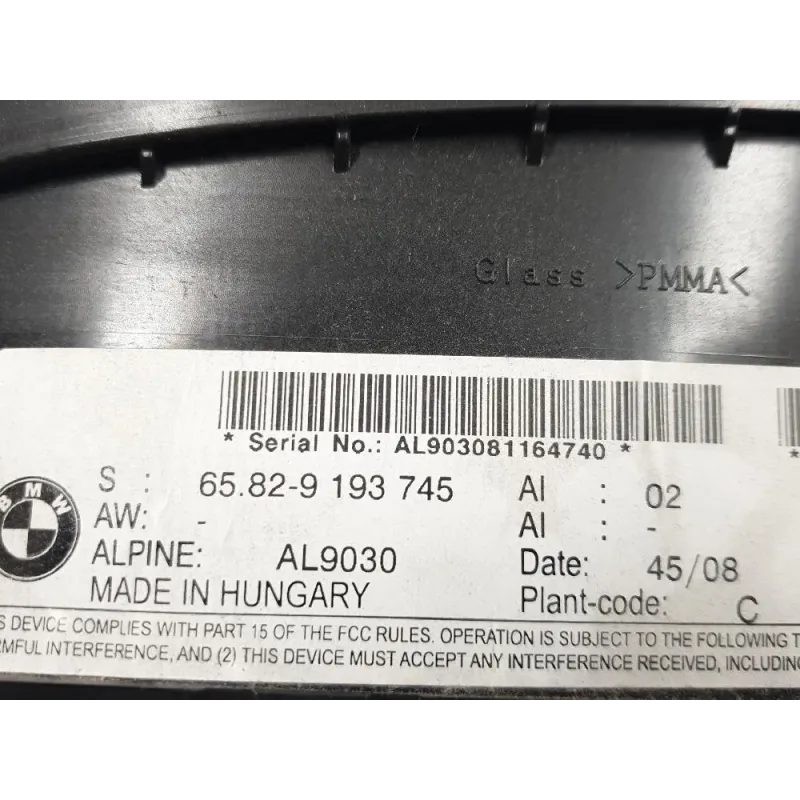 Glass >PMMA<
* Serial No.: AL903081164740 *
*
BMW
S : 65.82-9 193 745 AI : 02
AW: - AI : -
ALPINE: AL9030 Date: 45/08
MADE IN HUNGARY Plant-code: C
DEVICE COMPLIES WITH PART 15 OF THE FCC RULES. OPERATION IS SUBJECT TO THE FOLLOWING
INTERFERENCE, AND (2) THIS DEVICE MUST ACCEPT ANY INTERFERENCE RECEIVED, INCLUDING